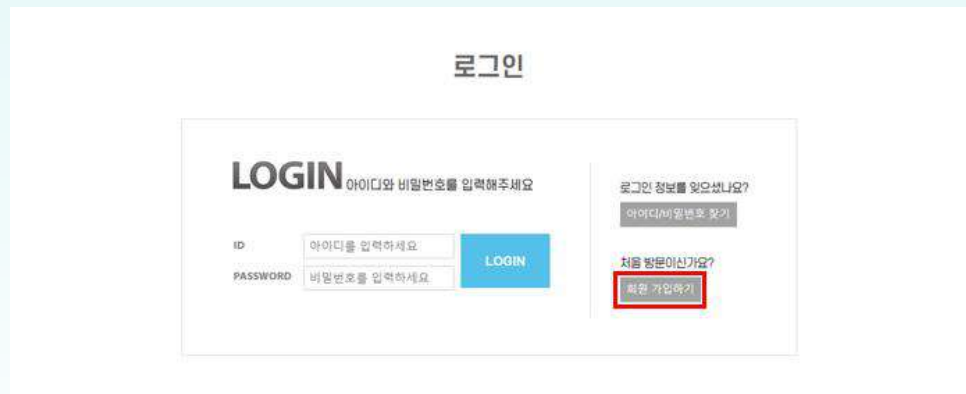 로그인
LOGIN 아이디와 비밀번호를 입력해주세요
ID 아이디를 입력하세요
PASSWORD 비밀번호를 입력하세요
LOGIN
로그인 정보를 잊으셨나요?
아이디/비밀번호 찾기
처음 방문이신가요?
회원 가입하기